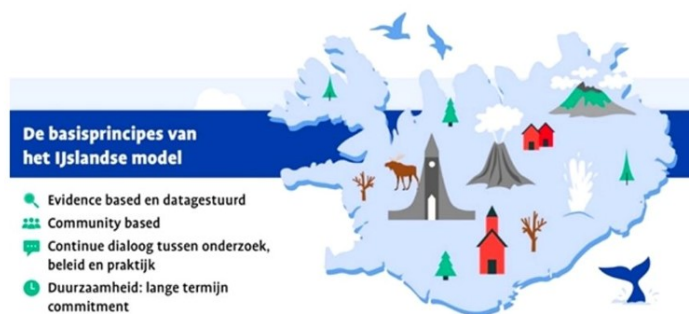 De basisprincipes van
het IJslandse model
Evidence based en datagestuurd
Community based
Continue dialoog tussen onderzoek,
beleid en praktijk
Duurzaamheid: lange termijn
commitment